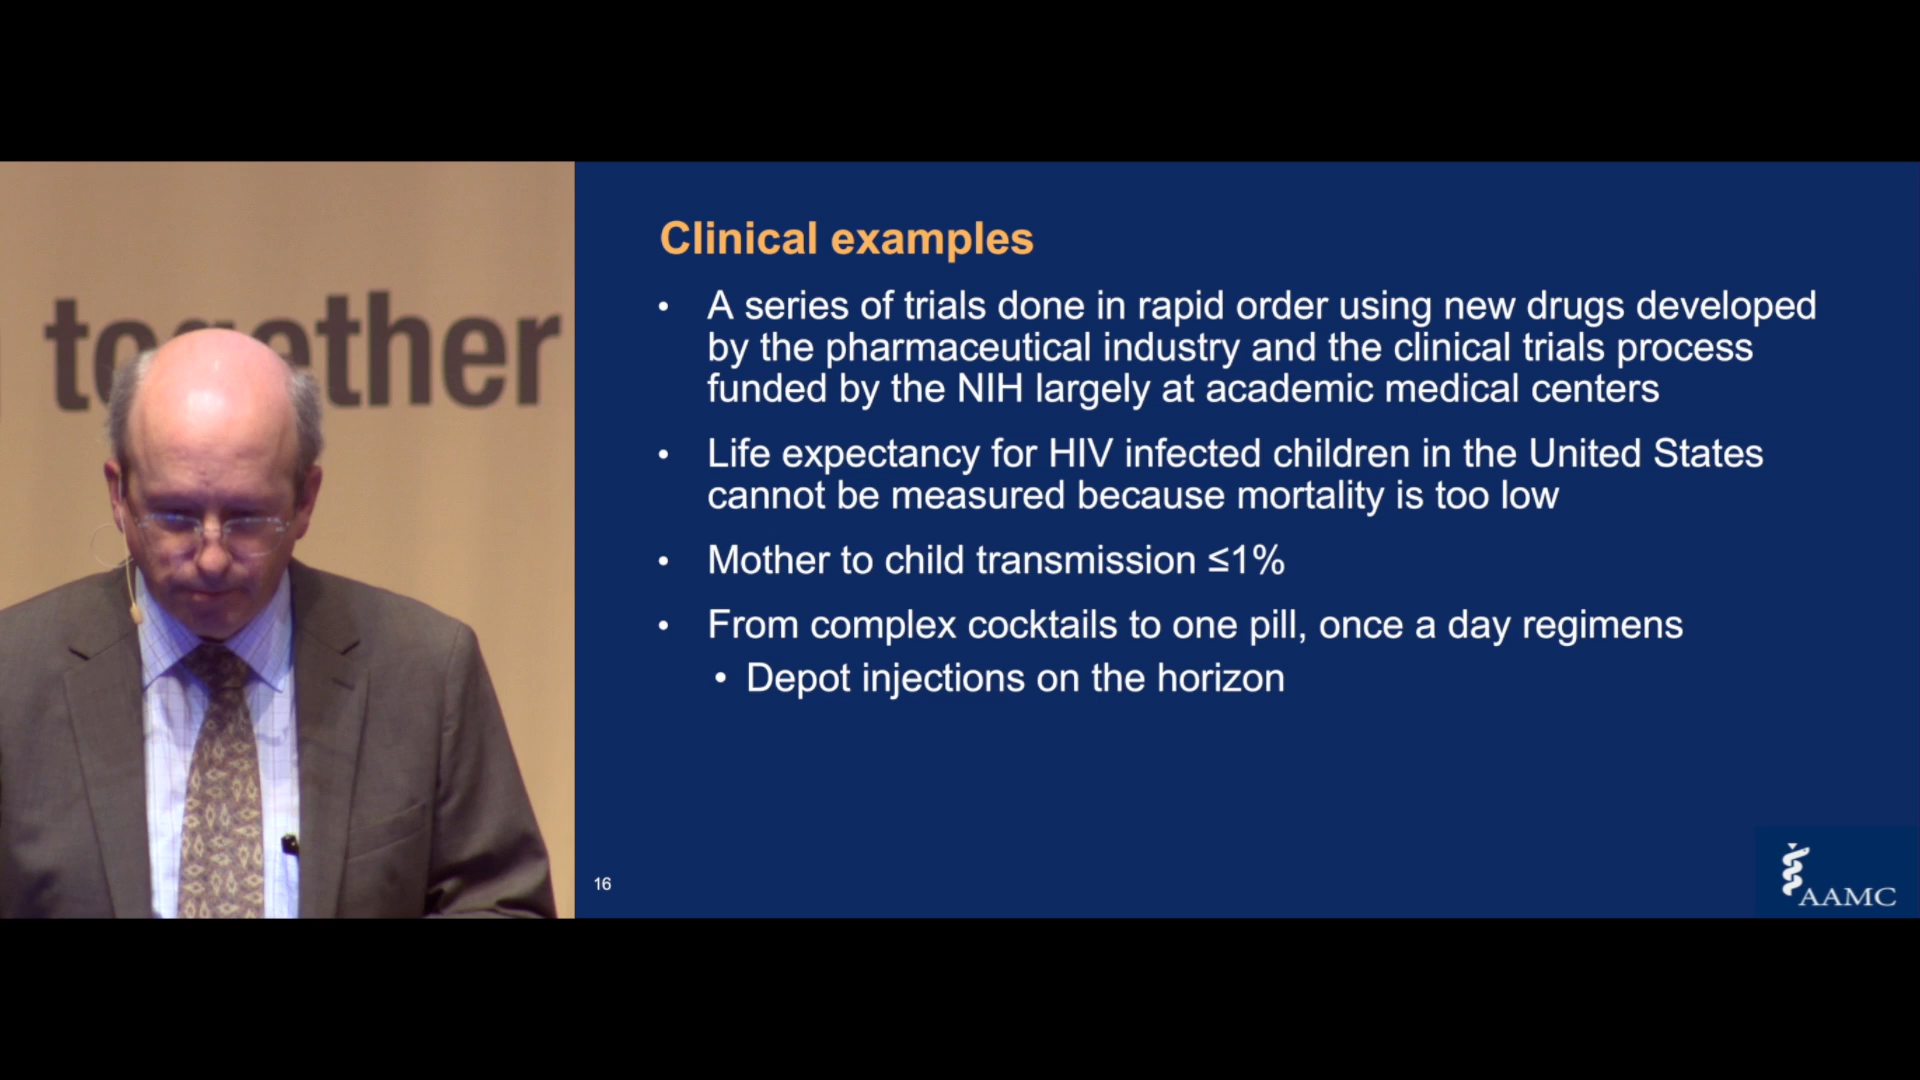 together
Clinical examples
• A series of trials done in rapid order using new drugs developed
by the pharmaceutical industry and the clinical trials process
funded by the NIH largely at academic medical centers
• Life expectancy for HIV infected children in the United States
cannot be measured because mortality is too low
• Mother to child transmission ≤1%
• From complex cocktails to one pill, once a day regimens
• Depot injections on the horizon
16
AAMC